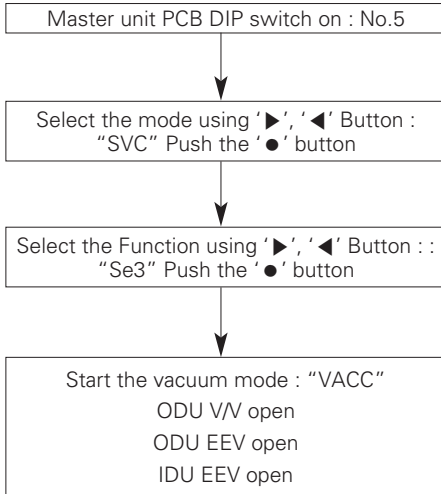 Master unit PCB DIP switch on : No.5
Select the mode using ‘▶’, ‘◀’ Button :
“SVC” Push the ‘●’ button
Select the Function using ‘▶’, ‘◀’ Button : :
“Se3” Push the ‘●’ button
Start the vacuum mode : “VACC”
ODU V/V open
ODU EEV open
IDU EEV open